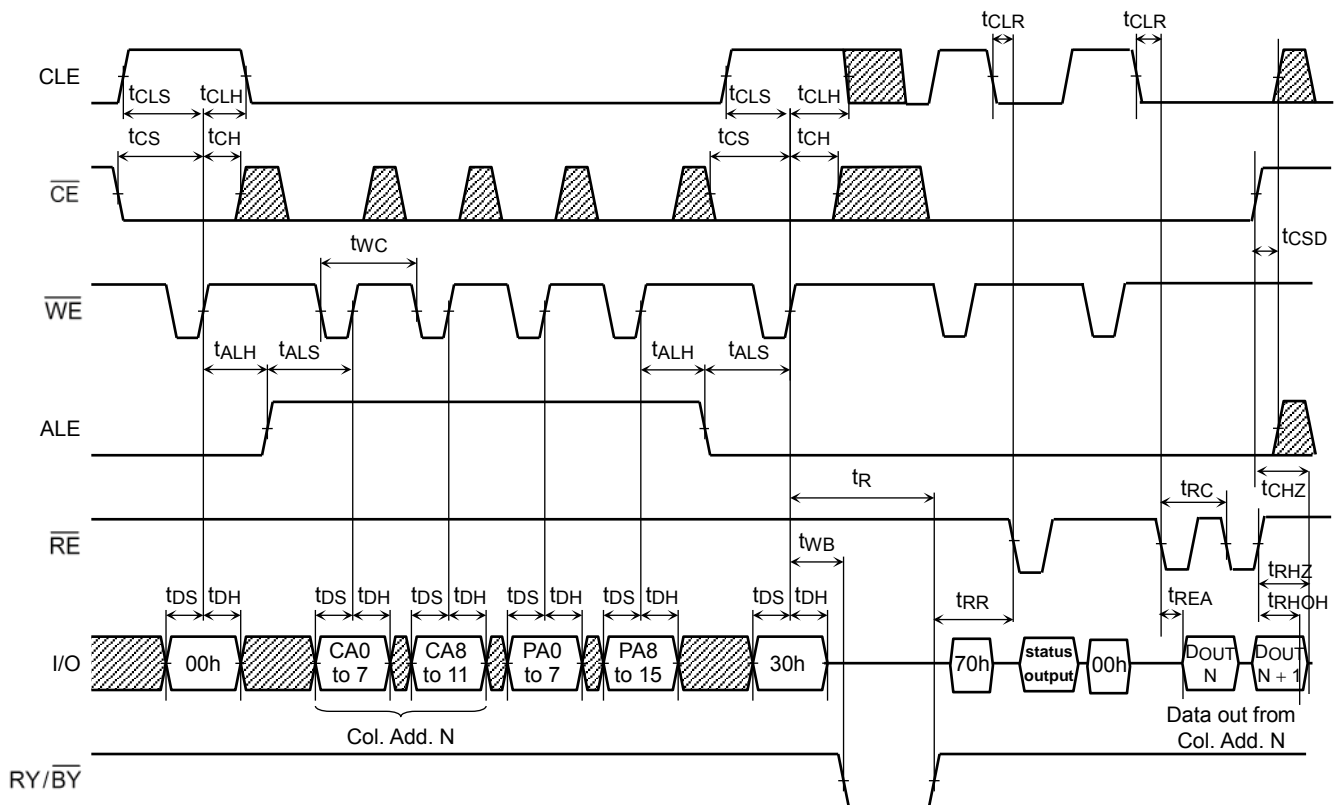 tCLR tCLR
CLE
tCLS tCLH tCLS tCLH
tCS tCH tCS tCH
CE
tWC tCSD
WE
tALH tALS tALH tALS
ALE
tR tRC tCHZ
RE
tWB tRHZ
tDS tDH tDS tDH tDS tDH tDS tDH tDS tDH tDS tDH tRR tREA tRHOH
I/O
00h
CA0 to 7
CA8 to 11
PA0 to 7
PA8 to 15
30h
70h
status output
00h
DOUT N
DOUT N + 1
Col. Add. N
Data out from
Col. Add. N
RY/BY